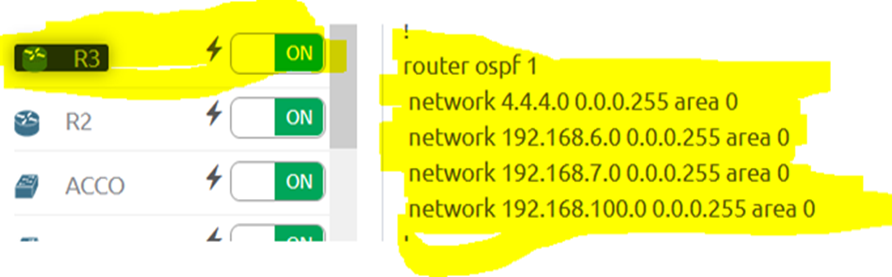 R3
ON
R2
ON
ACCO
ON
!
router ospf 1
network 4.4.4.0 0.0.0.255 area 0
network 192.168.6.0 0.0.0.255 area 0
network 192.168.7.0 0.0.0.255 area 0
network 192.168.100.0 0.0.0.255 area 0